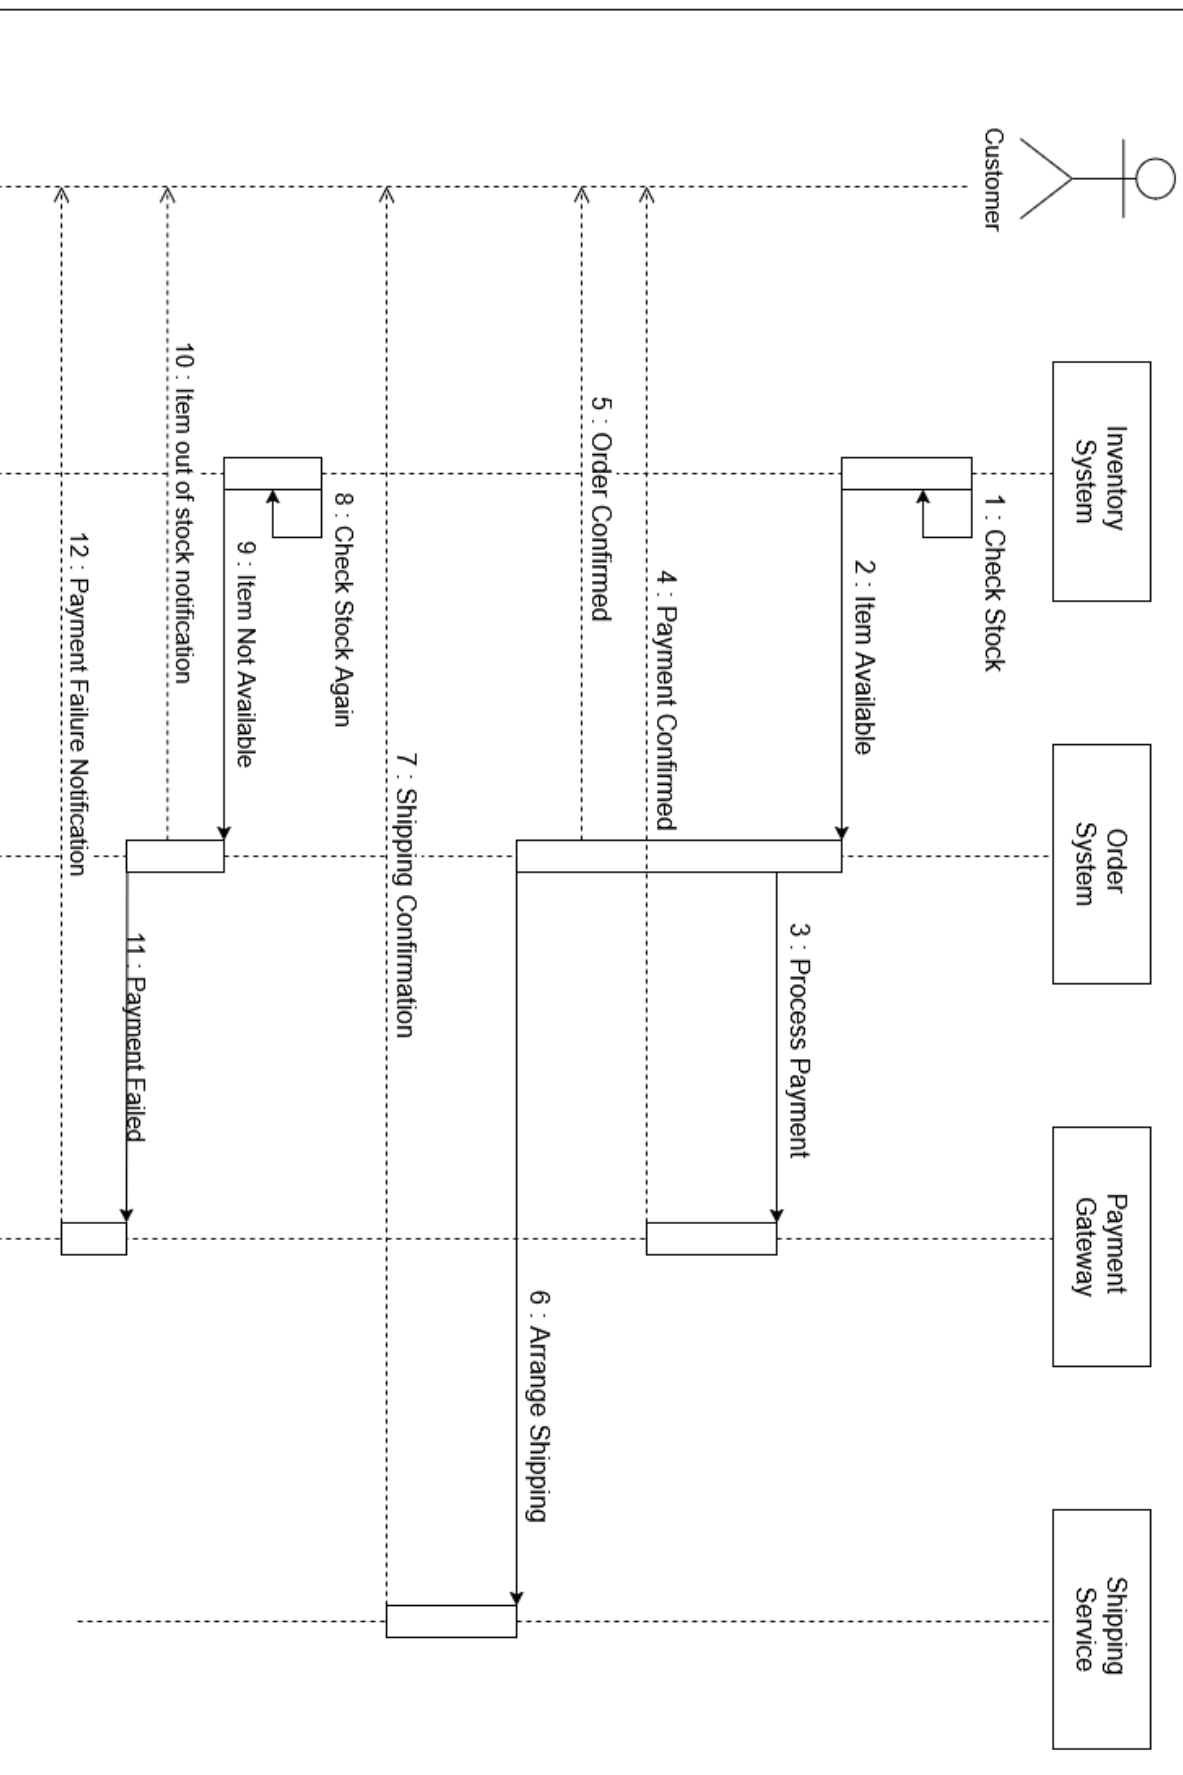 Customer
Inventory
System
Order
System
Payment
Gateway
Shipping
Service
1 : Check Stock
2 : Item Available
3 : Process Payment
4 : Payment Confirmed
5 : Order Confirmed
6 : Arrange Shipping
7 : Shipping Confirmation
8 : Check Stock Again
9 : Item Not Available
10 : Item out of stock notification
11 : Payment Failed
12 : Payment Failure Notification